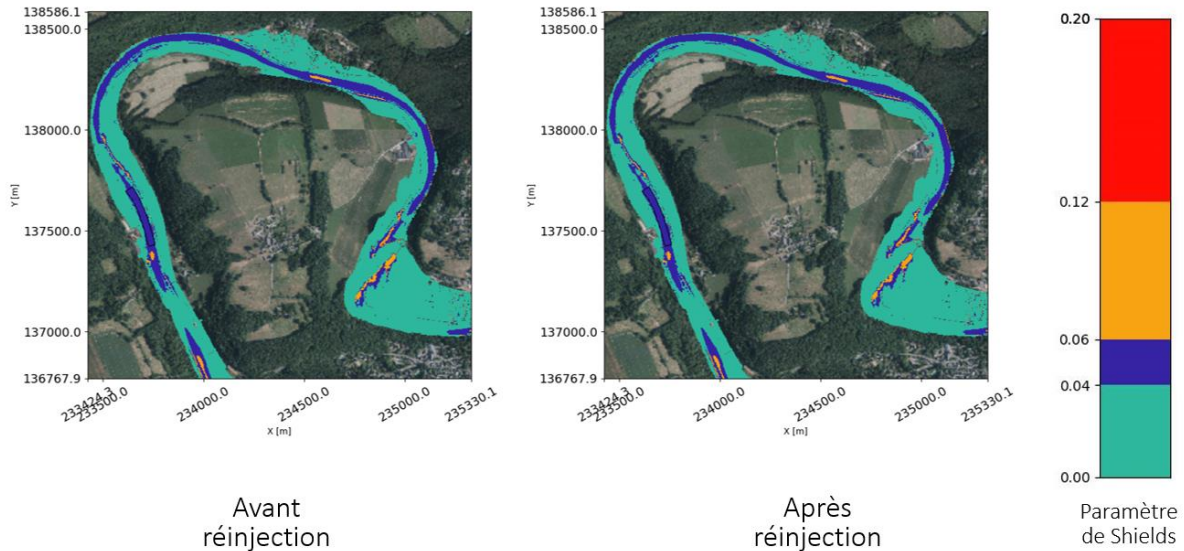 138586.1
138500.0
138000.0
137500.0
137000.0
136767.9
Y [m]
233424.3
233500.0
234000.0
234500.0
235000.0
235330.1
X [m]
Avant
réinjection
138586.1
138500.0
138000.0
137500.0
137000.0
136767.9
Y [m]
233424.3
233500.0
234000.0
234500.0
235000.0
235330.1
X [m]
Après
réinjection
0.20
0.12
0.06
0.04
0.00
Paramètre
de Shields